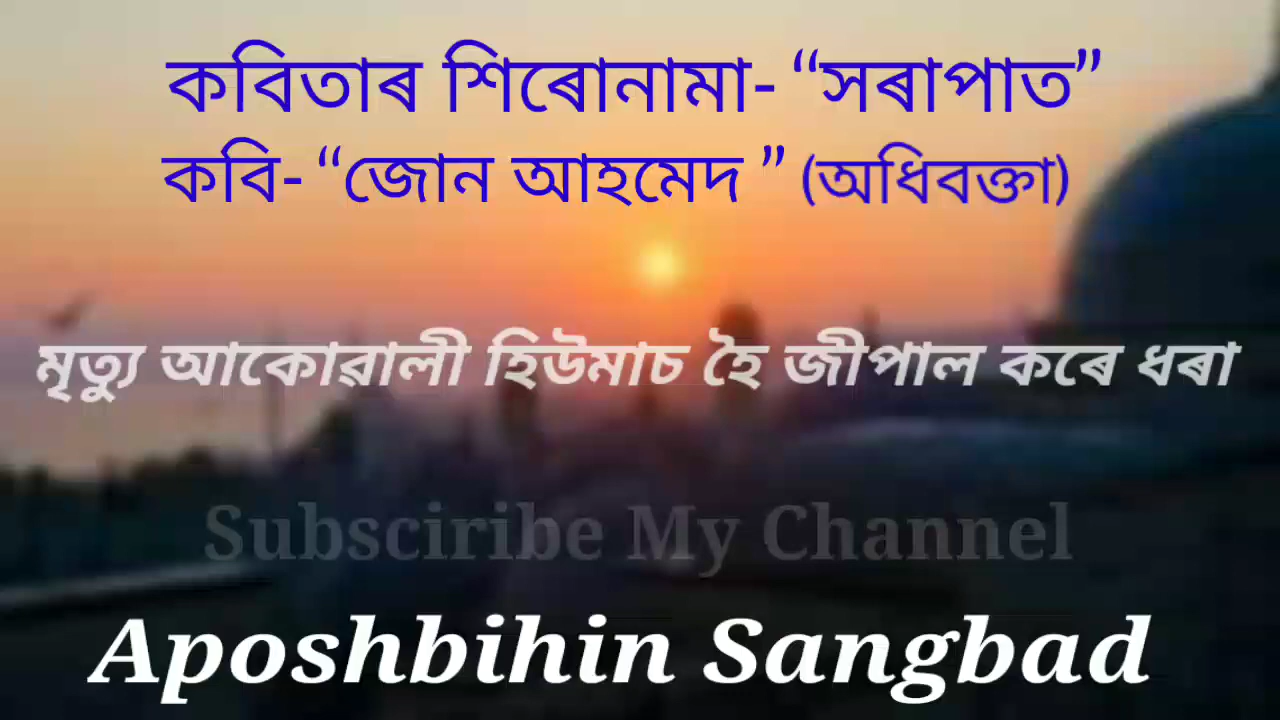 কবিতাৰ শিৰোনামা- “সৰাপাত”
কবি- “জোন আহমেদ ” (অধিবক্তা)
মৃত্যু আকোৱালী হিউমাচ হৈ জীপাল কৰে ধৰা
Subsciribe My Channel
Aposhbihin Sangbad